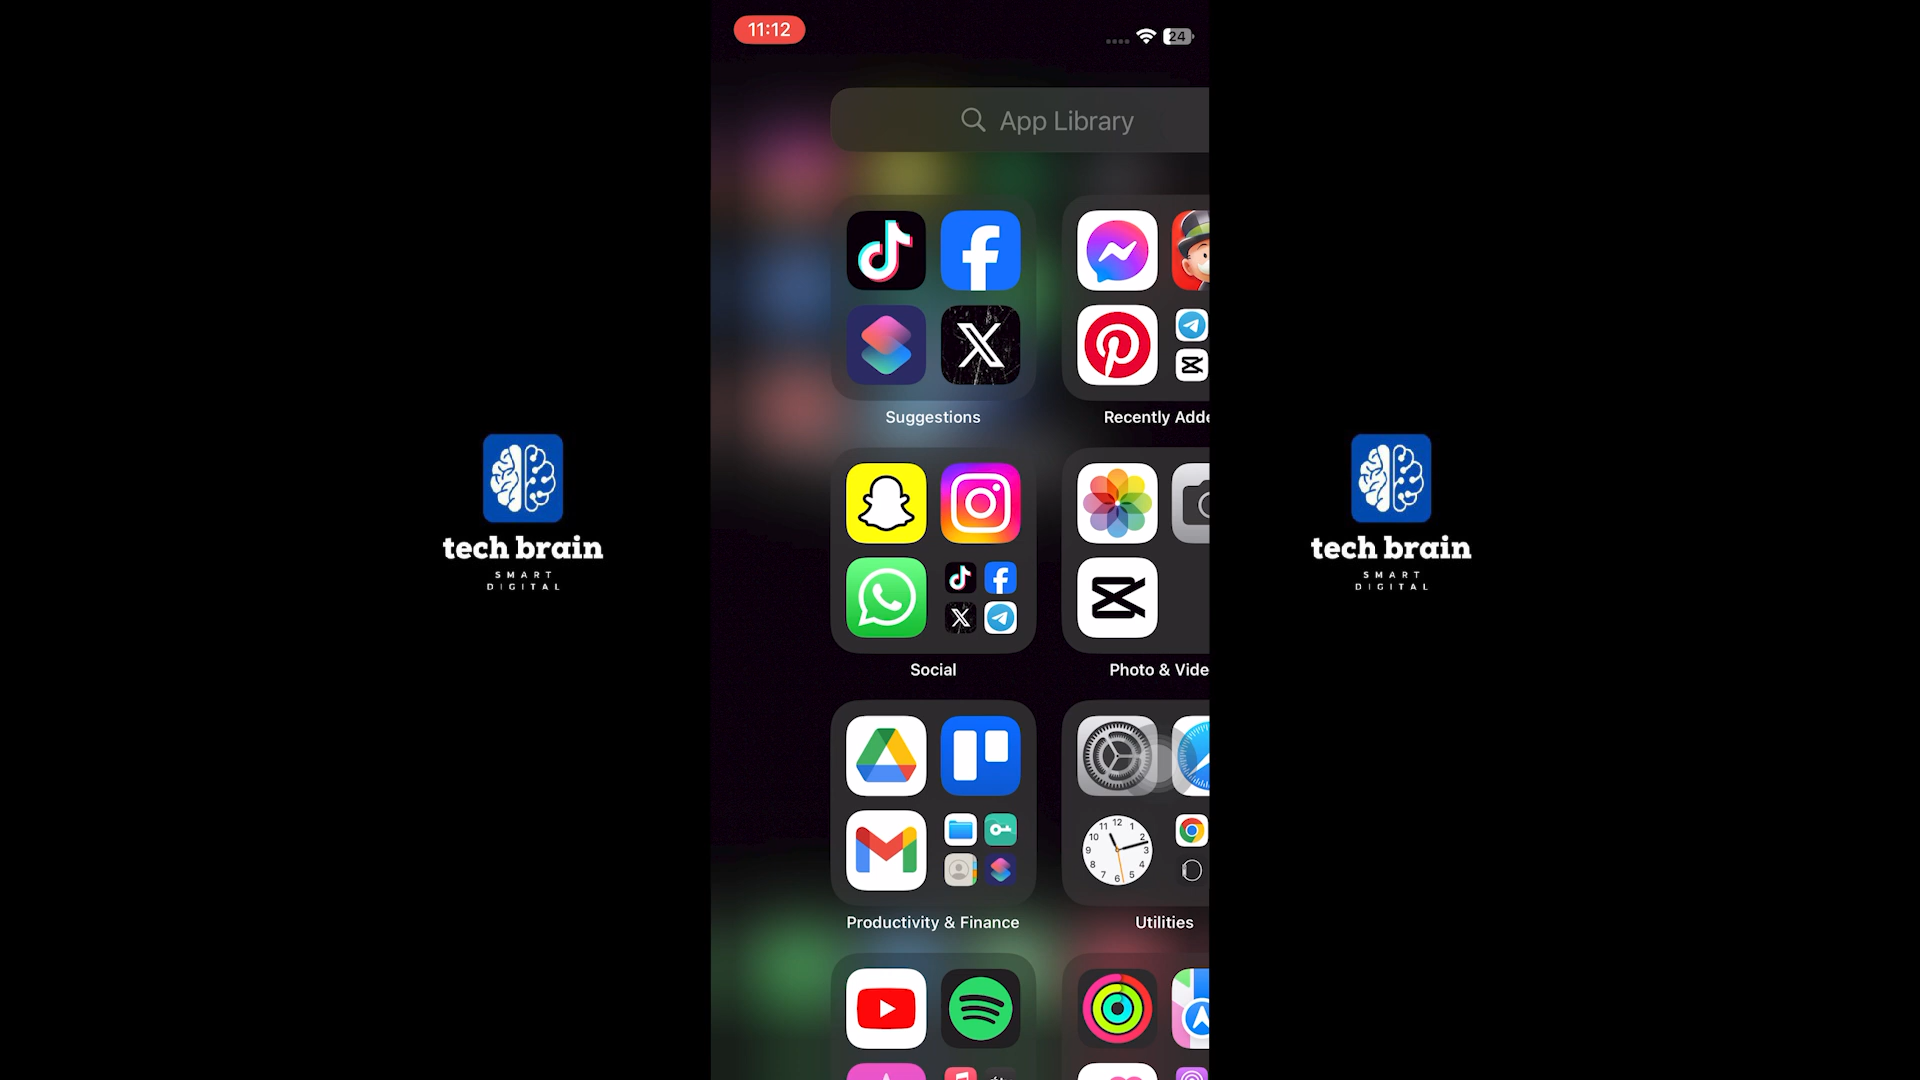 11:12
24
App Library
Suggestions
Recently Adde
Social
Photo & Vide
Productivity & Finance
Utilities
tech brain
SMART
DIGITAL
tech brain
SMART
DIGITAL